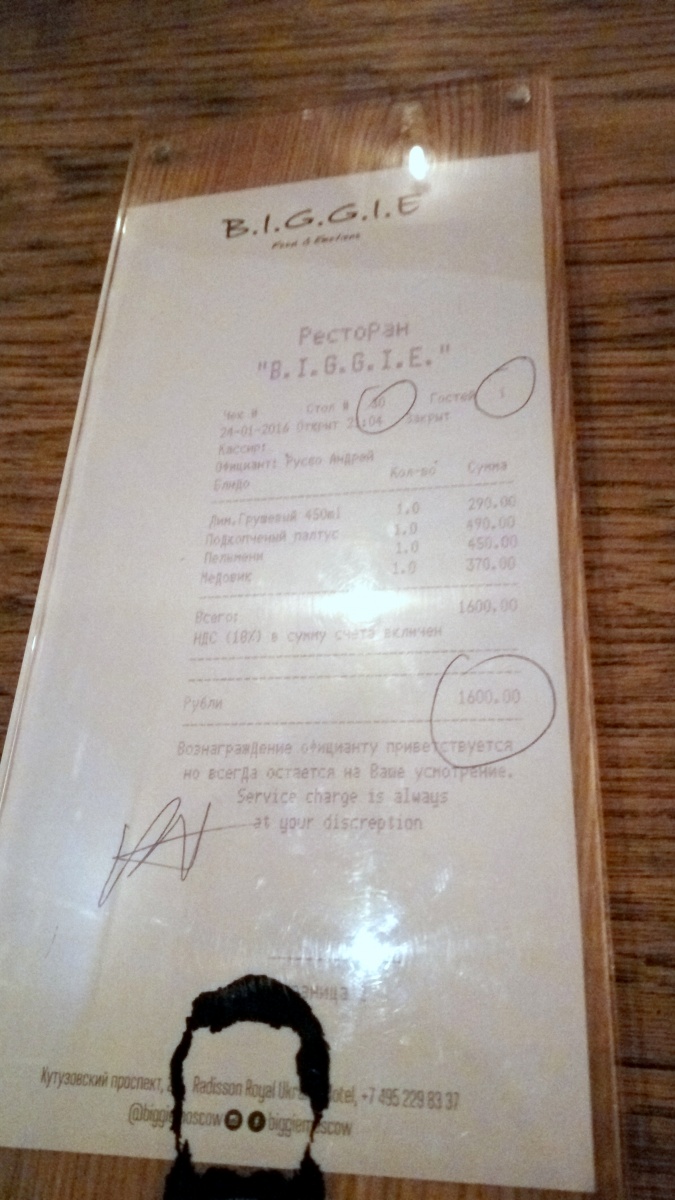 B.I.G.G.I.E
Food & Emotions
Ресторан
"B.I.G.G.I.E."
Чек # Стол # Гостей
24-01-2016 Открыт Закрыт
Кассир:
Официант: Руссо Андрей
Блюдо Кол-во Сумма
Лим.Грушевый 450ml 1.0 290.00
Подкопченый палтус 1.0 490.00
Пельмени 1.0 450.00
Медовик 1.0 370.00
Всего: 1600.00
НДС (18%) в сумму счета включен
Рубли 1600.00
Вознаграждение официанту приветствуется
но всегда остается на Ваше усмотрение.
Service charge is always
at your discreption
Кутузовский проспект, Radisson Royal Hotel, +7 495 229 83 37
@biggiemoscow biggiemoscow